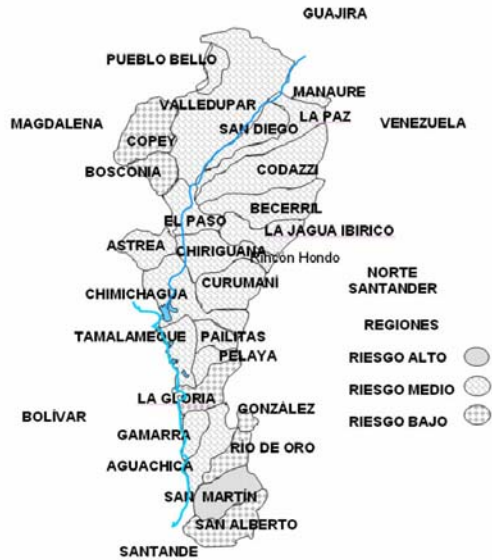 GUAJIRA
PUEBLO BELLO
MANAURE
VALLEDUPAR
LA PAZ
MAGDALENA
SAN DIEGO
VENEZUELA
COPEY
BOSCONIA
CODAZZI
BECERRIL
EL PASO
LA JAGUA IBIRICO
ASTREA
CHIRIGUANA
Rincon Hondo
CURUMANÍ
NORTE
SANTANDER
CHIMICHAGUA
REGIONES
TAMALAMEQUE
PAILITAS
PELAYA
RIESGO ALTO
RIESGO MEDIO
LA GLORIA
GONZÁLEZ
BOLÍVAR
RIESGO BAJO
GAMARRA
RIO DE ORO
AGUACHICA
SAN MARTÍN
SAN ALBERTO
SANTANDE